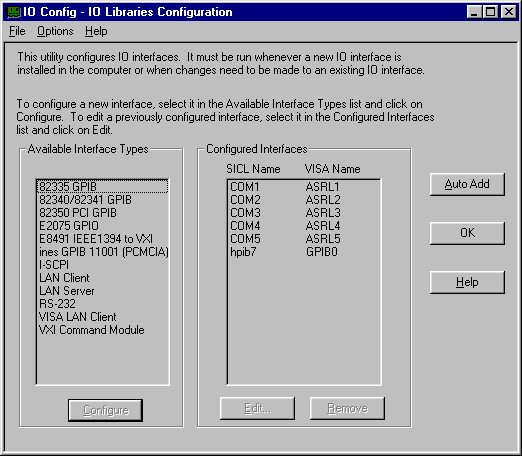 IO Config - IO Libraries Configuration
File Options Help
This utility configures IO interfaces. It must be run whenever a new IO interface is
installed in the computer or when changes need to be made to an existing IO interface.
To configure a new interface, select it in the Available Interface Types list and click on
Configure. To edit a previously configured interface, select it in the Configured Interfaces
list and click on Edit.
Available Interface Types
82335 GPIB
82340/82341 GPIB
82350 PCI GPIB
E2075 GPIO
E8491 IEEE1394 to VXI
ines GPIB 11001 (PCMCIA)
I-SCPI
LAN Client
LAN Server
RS-232
VISA LAN Client
VXI Command Module
Configure
Configured Interfaces
SICL Name VISA Name
COM1 ASRL1
COM2 ASRL2
COM3 ASRL3
COM4 ASRL4
COM5 ASRL5
hpib7 GPIB0
Edit... Remove
Auto Add
OK
Help